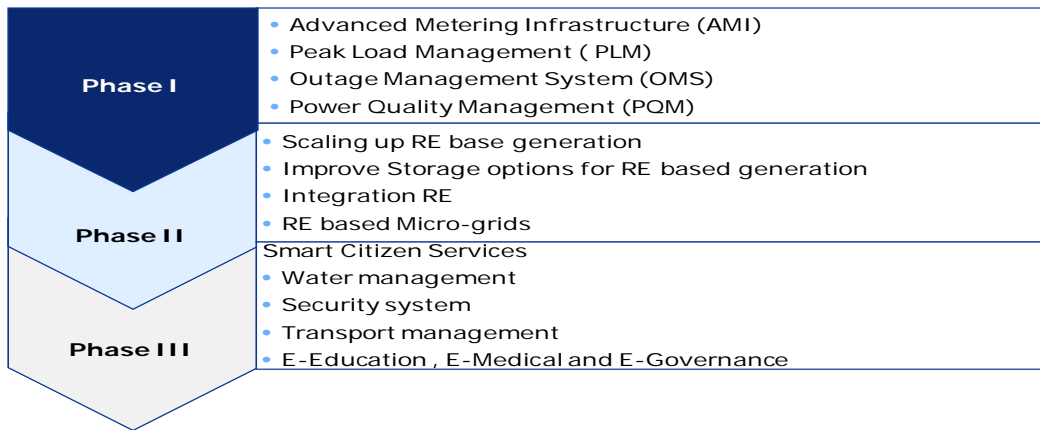 Phase I
• Advanced Metering Infrastructure (AMI)
• Peak Load Management ( PLM)
• Outage Management System (OMS)
• Power Quality Management (PQM)
Phase II
• Scaling up RE base generation
• Improve Storage options for RE based generation
• Integration RE
• RE based Micro-grids
Phase III
Smart Citizen Services
• Water management
• Security system
• Transport management
• E-Education , E-Medical and E-Governance